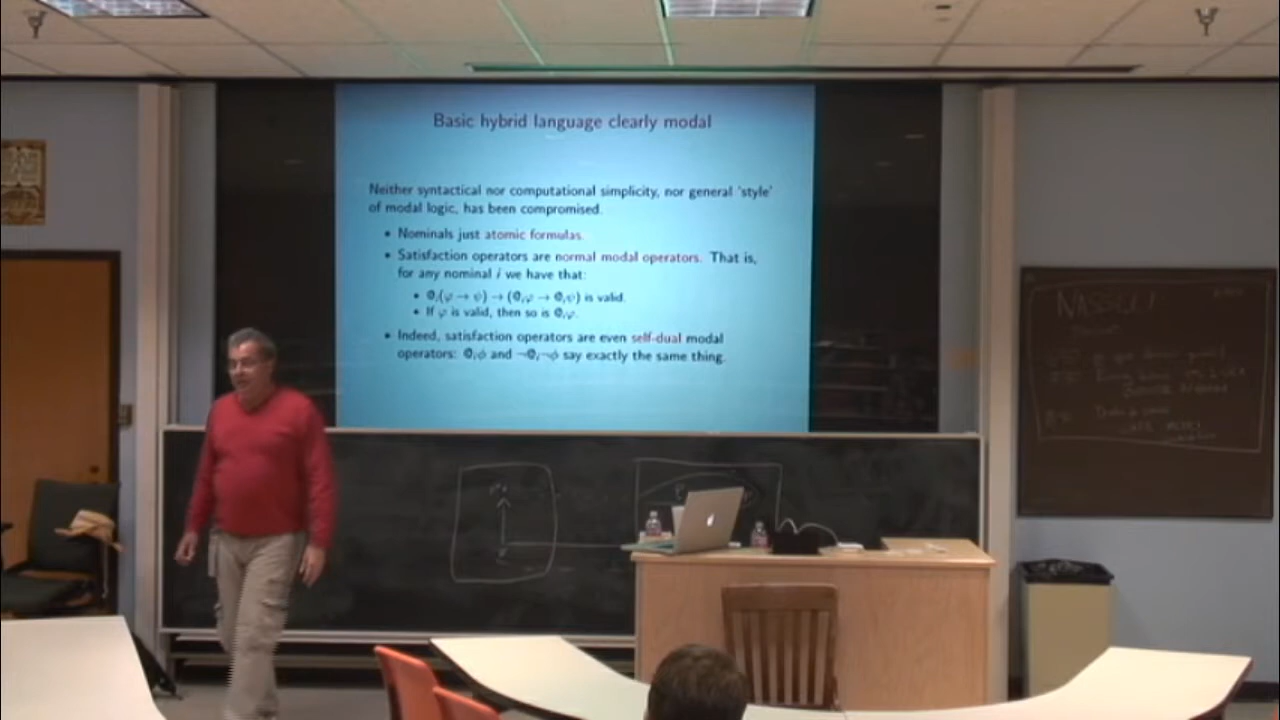 Basic hybrid language clearly modal
Neither syntactical nor computational simplicity, nor general 'style'
of modal logic, has been compromised.
• Nominals just atomic formulas.
• Satisfaction operators are normal modal operators. That is,
for any nominal i we have that:
• @ᵢ(φ → ψ) → (@ᵢφ → @ᵢψ) is valid.
• If φ is valid, then so is @ᵢφ.
• Indeed, satisfaction operators are even self-dual modal
operators: @ᵢϕ and ¬@ᵢ¬ϕ say exactly the same thing.